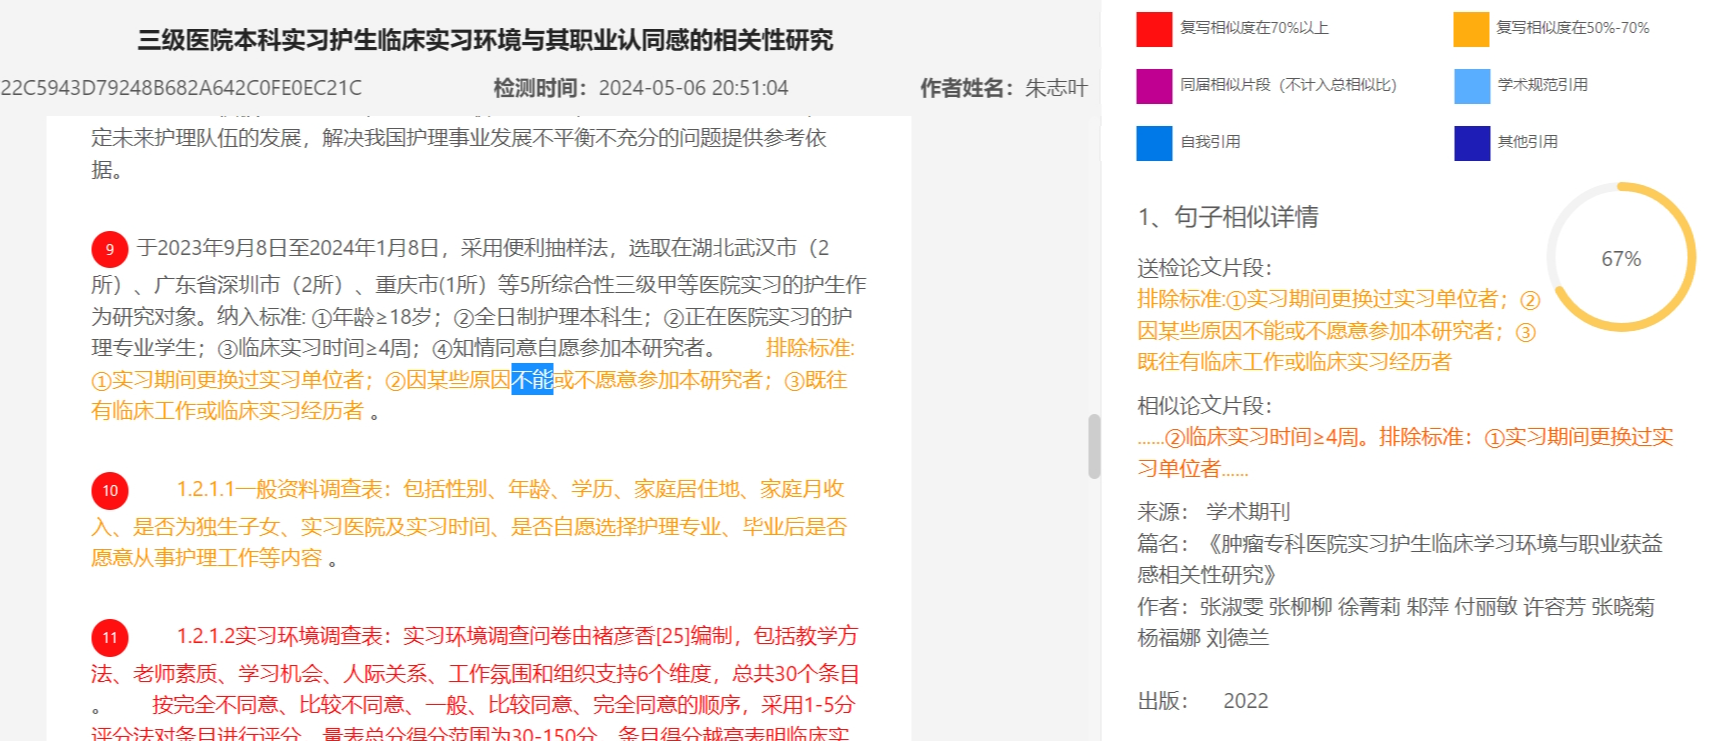 三级医院本科实习护生临床实习环境与其职业认同感的相关性研究
22C5943D79248B682A642C0FE0EC21C 检测时间：2024-05-06 20:51:04 作者姓名：朱志叶
定未来护理队伍的发展，解决我国护理事业发展不平衡不充分的问题提供参考依
据。
9 于2023年9月8日至2024年1月8日，采用便利抽样法，选取在湖北武汉市（2
所）、广东省深圳市（2所）、重庆市(1所）等5所综合性三级甲等医院实习的护生作
为研究对象。纳入标准: ①年龄≥18岁；②全日制护理本科生；②正在医院实习的护
理专业学生；③临床实习时间≥4周；④知情同意自愿参加本研究者。 排除标准:
①实习期间更换过实习单位者；②因某些原因不能或不愿意参加本研究者；③既往
有临床工作或临床实习经历者 。
10 1.2.1.1一般资料调查表：包括性别、年龄、学历、家庭居住地、家庭月收
入、是否为独生子女、实习医院及实习时间、是否自愿选择护理专业、毕业后是否
愿意从事护理工作等内容 。
11 1.2.1.2实习环境调查表：实习环境调查问卷由褚彦香[25]编制，包括教学方
法、老师素质、学习机会、人际关系、工作氛围和组织支持6个维度，总共30个条目
。 按完全不同意、比较不同意、一般、比较同意、完全同意的顺序，采用1-5分
评分法对条目进行评分，量表总分得分范围为30-150分，条目得分越高表明临床实
复写相似度在70%以上
复写相似度在50%-70%
同届相似片段（不计入总相似比）
学术规范引用
自我引用
其他引用
1、句子相似详情
67%
送检论文片段：
排除标准:①实习期间更换过实习单位者；②
因某些原因不能或不愿意参加本研究者；③
既往有临床工作或临床实习经历者
相似论文片段：
......②临床实习时间≥4周。排除标准：①实习期间更换过实
习单位者......
来源： 学术期刊
篇名：《肿瘤专科医院实习护生临床学习环境与职业获益
感相关性研究》
作者：张淑雯 张柳柳 徐菁莉 邾萍 付丽敏 许容芳 张晓菊
杨福娜 刘德兰
出版： 2022